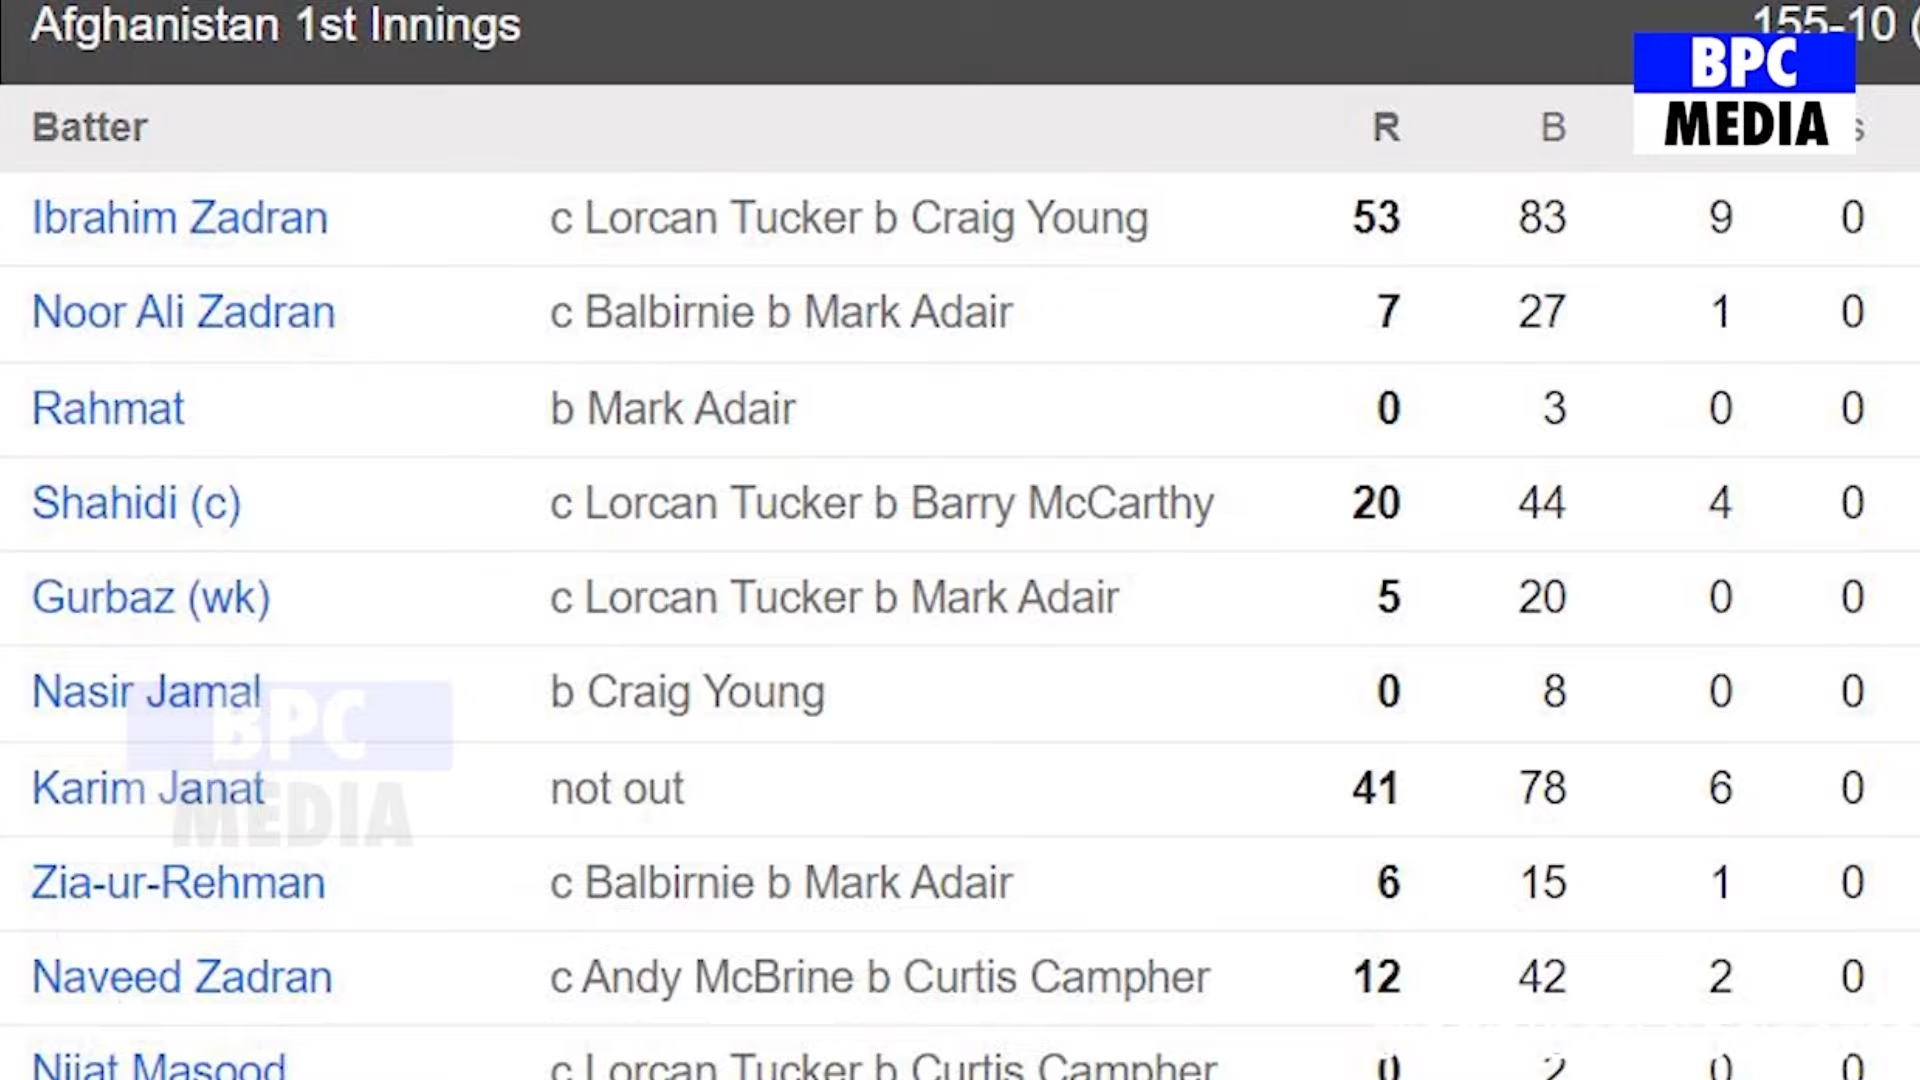 Afghanistan 1st Innings 155-10 (
BPC
MEDIA
Batter R B s
Ibrahim Zadran c Lorcan Tucker b Craig Young 53 83 9 0
Noor Ali Zadran c Balbirnie b Mark Adair 7 27 1 0
Rahmat b Mark Adair 0 3 0 0
Shahidi (c) c Lorcan Tucker b Barry McCarthy 20 44 4 0
Gurbaz (wk) c Lorcan Tucker b Mark Adair 5 20 0 0
Nasir Jamal b Craig Young 0 8 0 0
BPC
Karim Janat not out 41 78 6 0
MEDIA
Zia-ur-Rehman c Balbirnie b Mark Adair 6 15 1 0
Naveed Zadran c Andy McBrine b Curtis Campher 12 42 2 0
Nijat Masood c Lorcan Tucker b Curtis Campher 0 2 0 0